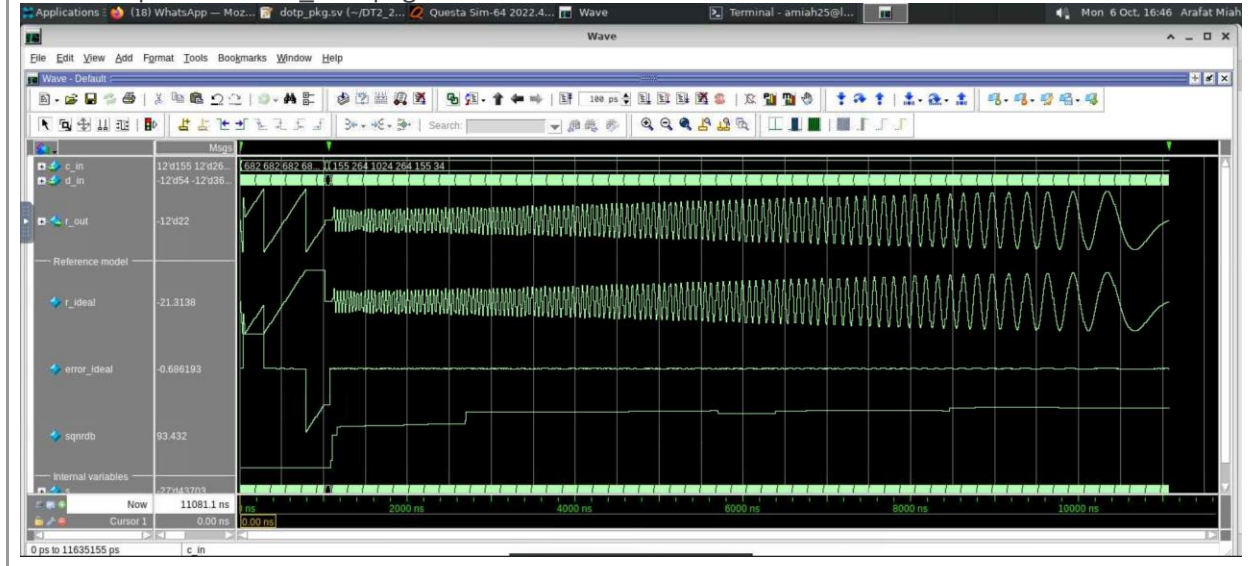 Applications (18) WhatsApp — Moz... dotp_pkg.sv (~/DT2_2... Questa Sim-64 2022.4... Wave Terminal - amiah25@l... Mon 6 Oct, 16:46 Arafat Miah
Wave
File Edit View Add Format Tools Bookmarks Window Help
Wave - Default
100 ps
Search:
Msgs
c_in 12'd155 12'd26... 682 682 682 68... 155 264 1024 264 155 34
d_in -12'd54 -12'd36...
r_out -12'd22
Reference model
r_ideal -21.3138
error_ideal -0.686193
sqnrdb 93.432
Internal variables
-27'd43703
Now 11081.1 ns ns 2000 ns 4000 ns 6000 ns 8000 ns 10000 ns
Cursor 1 0.00 ns 0.00 ns
0 ps to 11635155 ps c_in